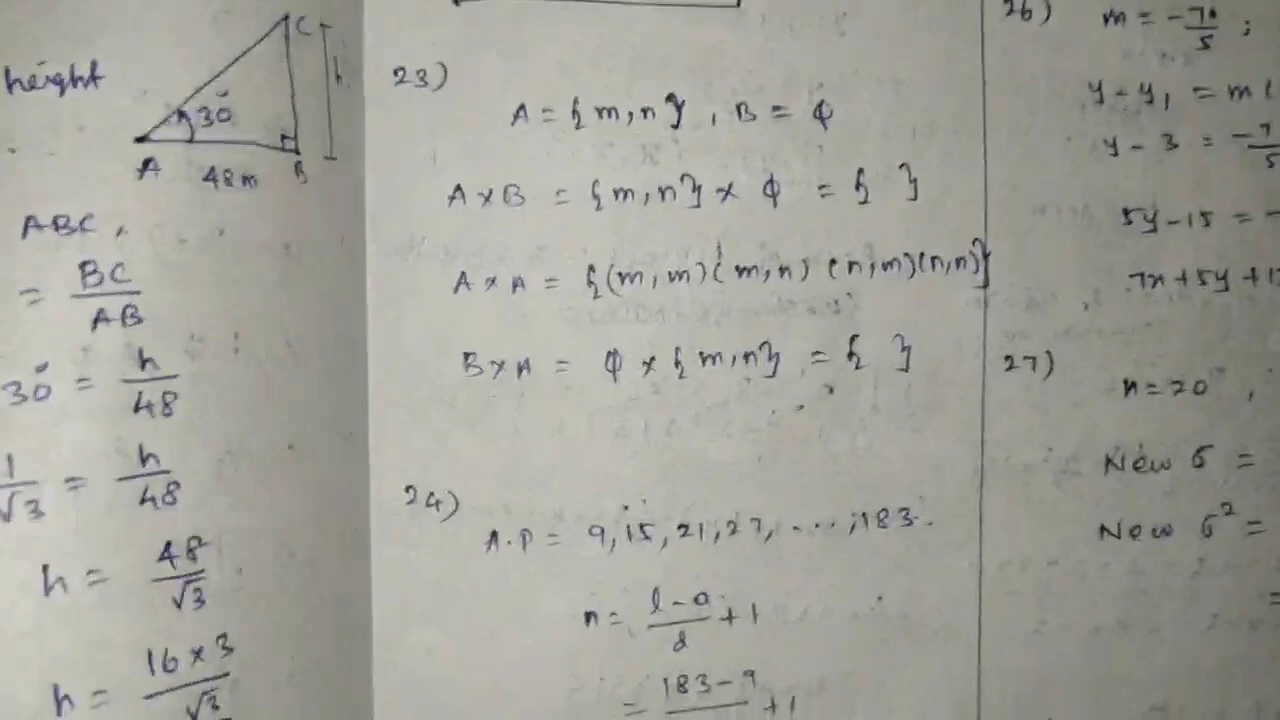 height
C
h
30°
A
48m
B
ABC,
= BC/AB
30° = h/48
1/√3 = h/48
h = 48/√3
h = 16×3/√3
23)
A = {m,n}, B = φ
A×B = {m,n} × φ = { }
A×A = {(m,m)(m,n) (n,m)(n,n)}
B×A = φ × {m,n} = { }
24)
A.P = 9,15,21,27, ...,183.
n = l-a/d + 1
= 183-9 +1
26)
m = -70/5 ;
y-y₁ = m(
y-3 = -7/5
5y-15 = -
7x+5y+1
27)
n=20 ,
New σ =
New σ² =
=